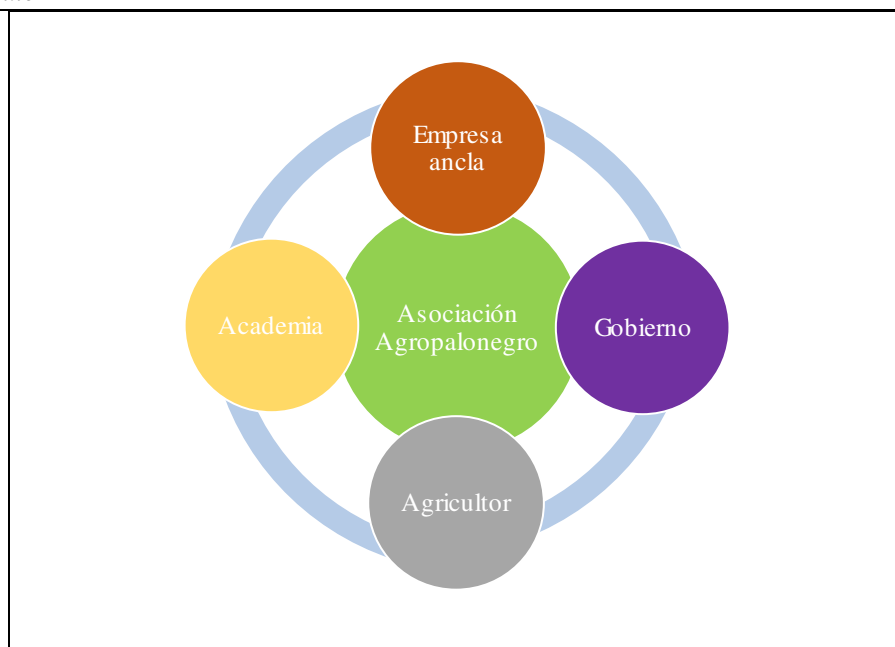 Empresa
ancla
Academia
Asociación
Agropalonegro
Gobierno
Agricultor